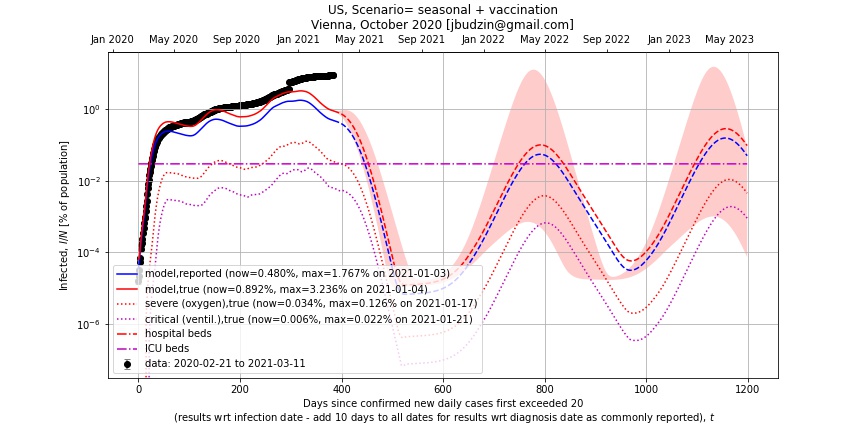 US, Scenario= seasonal + vaccination
Vienna, October 2020 [jbudzin@gmail.com]
Jan 2020 May 2020 Sep 2020 Jan 2021 May 2021 Sep 2021 Jan 2022 May 2022 Sep 2022 Jan 2023 May 2023
Infected, I/N [% of population]
10⁰
10⁻²
10⁻⁴
10⁻⁶
model,reported (now=0.480%, max=1.767% on 2021-01-03)
model,true (now=0.892%, max=3.236% on 2021-01-04)
severe (oxygen),true (now=0.034%, max=0.126% on 2021-01-17)
critical (ventil.),true (now=0.006%, max=0.022% on 2021-01-21)
hospital beds
ICU beds
data: 2020-02-21 to 2021-03-11
0 200 400 600 800 1000 1200
Days since confirmed new daily cases first exceeded 20
(results wrt infection date - add 10 days to all dates for results wrt diagnosis date as commonly reported), t